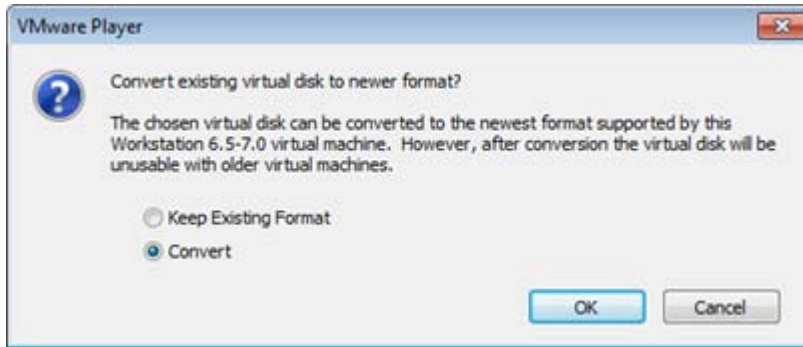 VMware Player
Convert existing virtual disk to newer format?
The chosen virtual disk can be converted to the newest format supported by this
Workstation 6.5-7.0 virtual machine. However, after conversion the virtual disk will be
unusable with older virtual machines.
Keep Existing Format
Convert
OK
Cancel